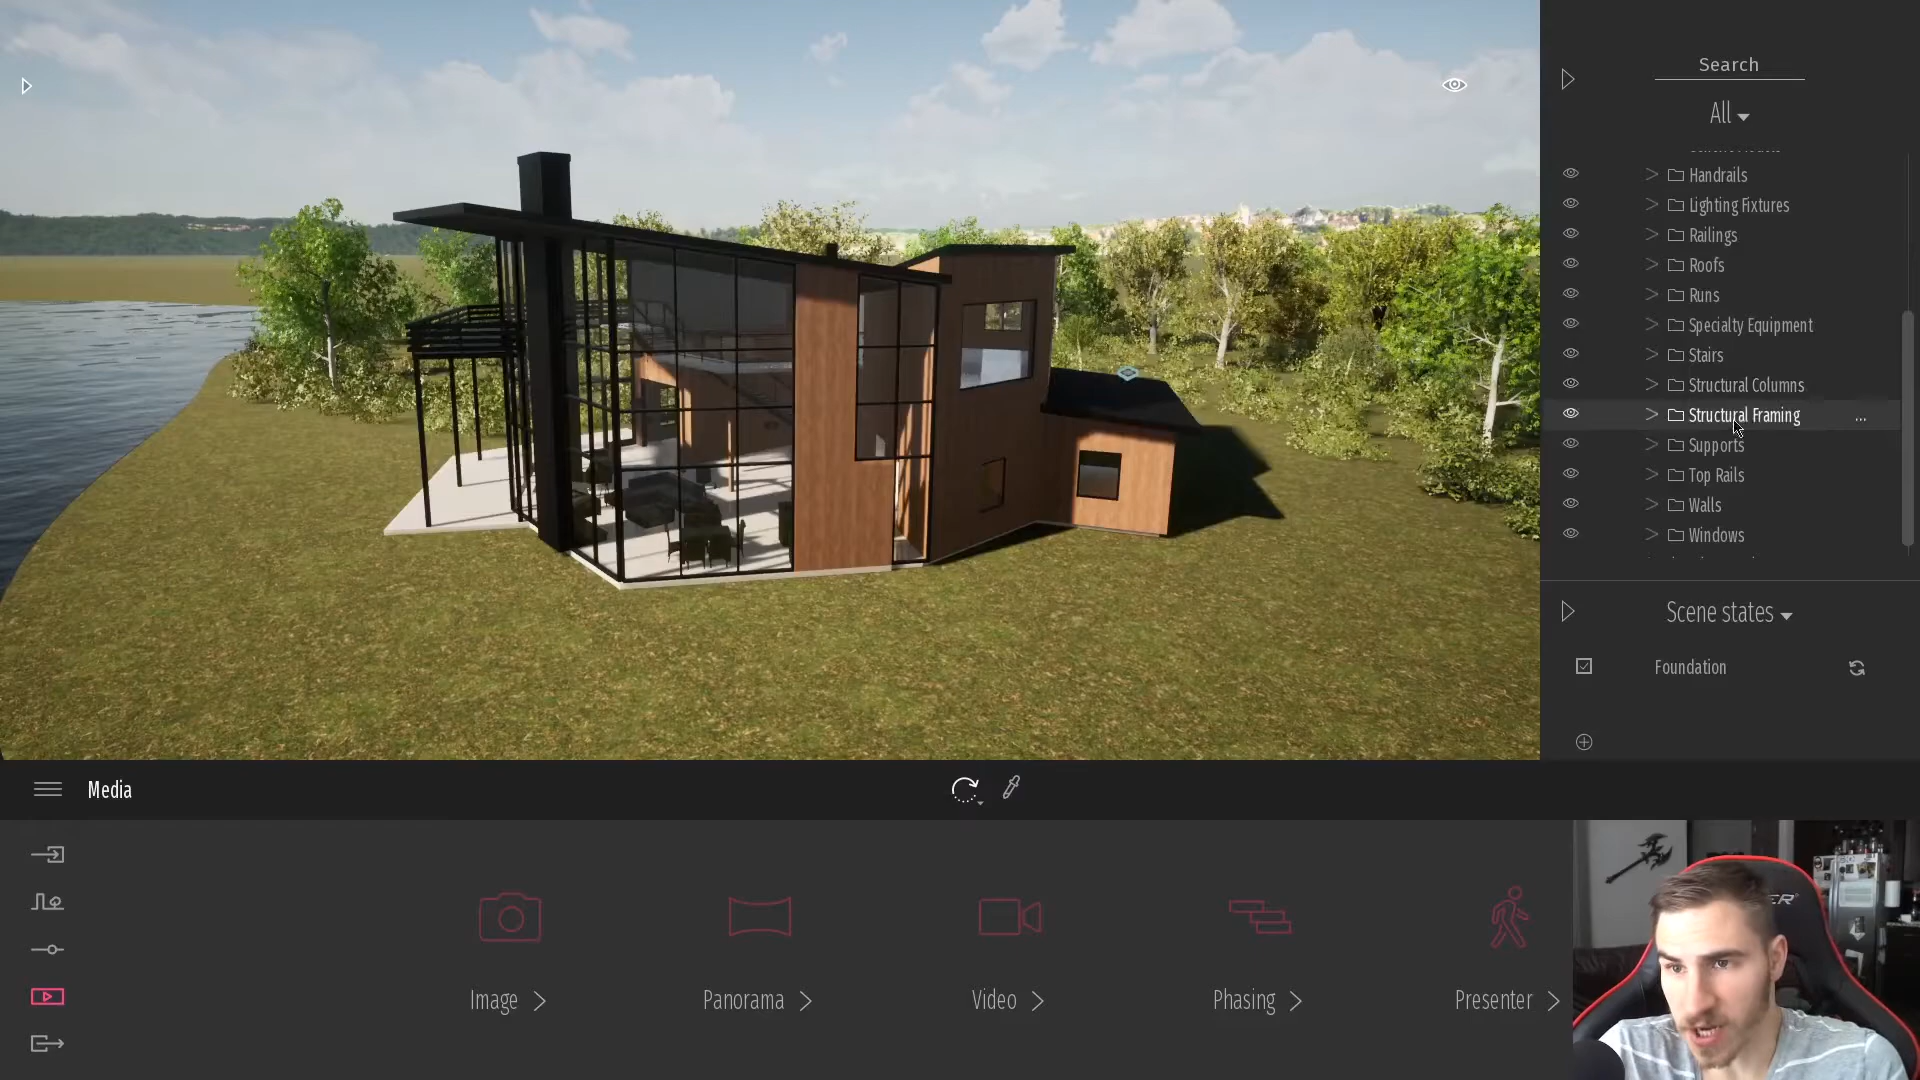 Search
All
Handrails
Lighting Fixtures
Railings
Roofs
Runs
Specialty Equipment
Stairs
Structural Columns
Structural Framing ...
Supports
Top Rails
Walls
Windows
Scene states
Foundation
Media
Image
Panorama
Video
Phasing
Presenter